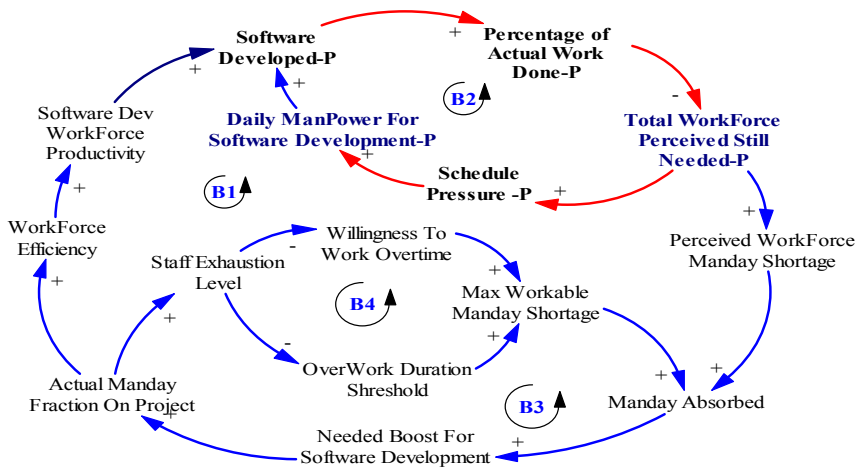 Software
Developed-P
+
+
+
Percentage of
Actual Work
Done-P
-
B2
Software Dev
WorkForce
Productivity
+
Daily ManPower For
Software Development-P
+
Total WorkForce
Perceived Still
Needed-P
+
+
Schedule
Pressure -P
B1
WorkForce
Efficiency
+
Staff Exhaustion
Level
+
-
-
Willingness To
Work Overtime
+
B4
Max Workable
Manday Shortage
+
+
Perceived WorkForce
Manday Shortage
+
OverWork Duration
Shreshold
B3
Actual Manday
Fraction On Project
+
Manday Absorbed
+
Needed Boost For
Software Development